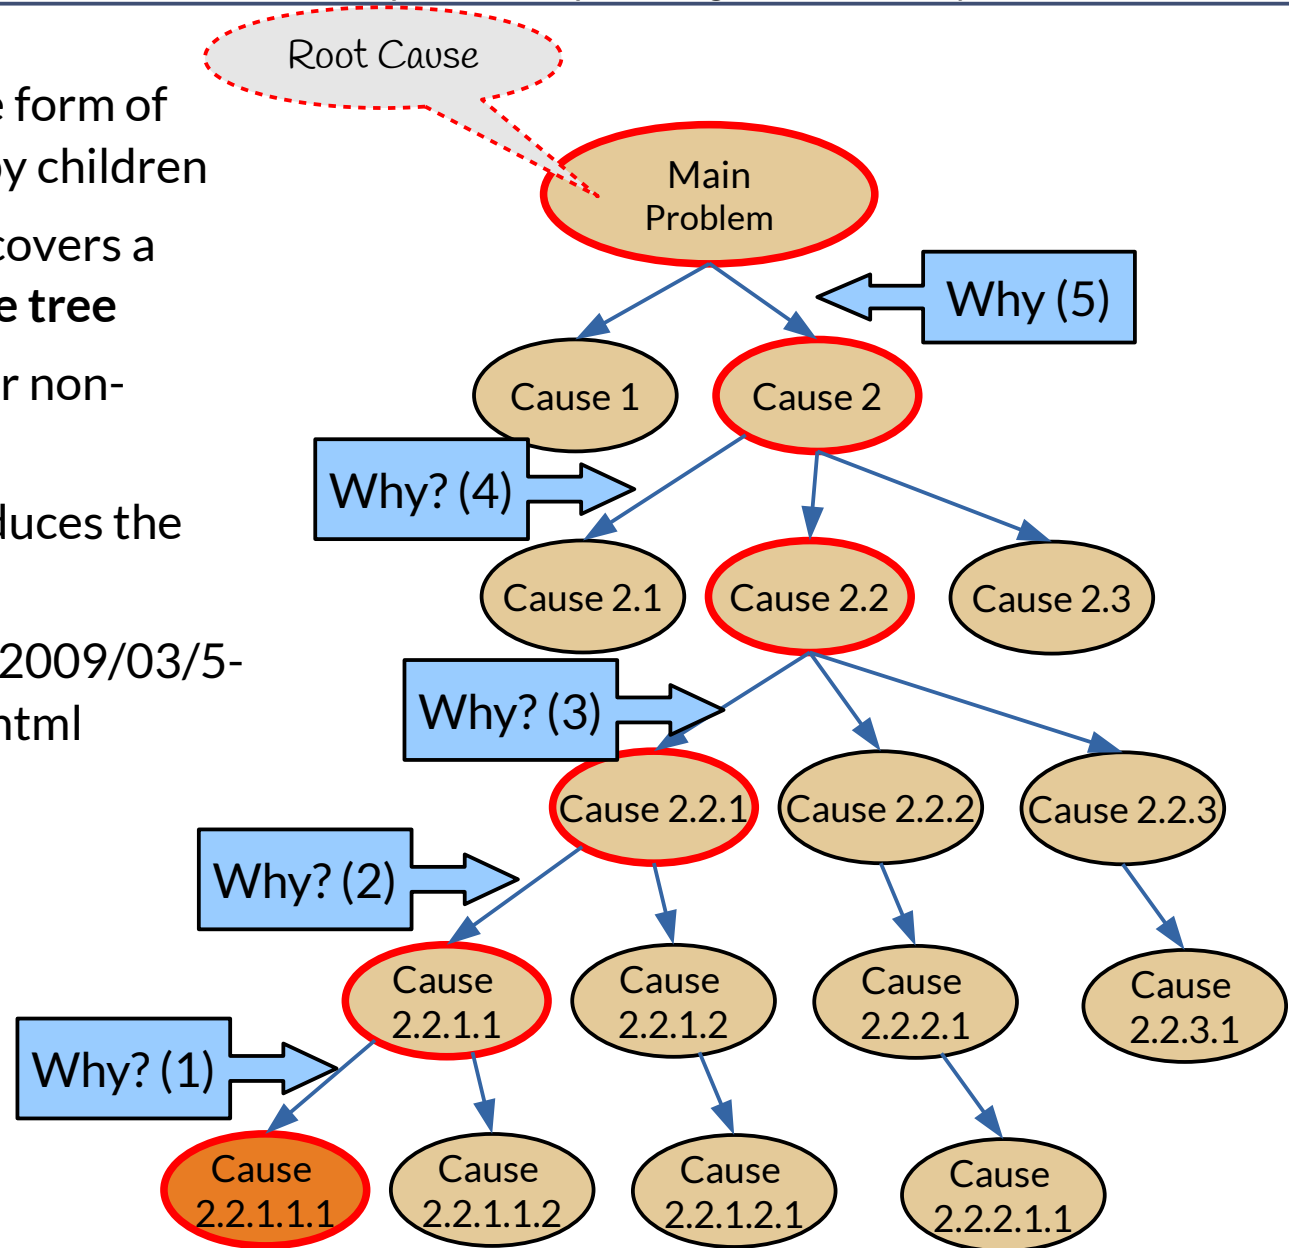 Root Cause
e form of
by children
covers a
e tree
r non-
duces the
2009/03/5-
html
Main
Problem
Why (5)
Cause 1
Cause 2
Why? (4)
Cause 2.1
Cause 2.2
Cause 2.3
Why? (3)
Cause 2.2.1
Cause 2.2.2
Cause 2.2.3
Why? (2)
Cause
2.2.1.1
Cause
2.2.1.2
Cause
2.2.2.1
Cause
2.2.3.1
Why? (1)
Cause
2.2.1.1.1
Cause
2.2.1.1.2
Cause
2.2.1.2.1
Cause
2.2.2.1.1